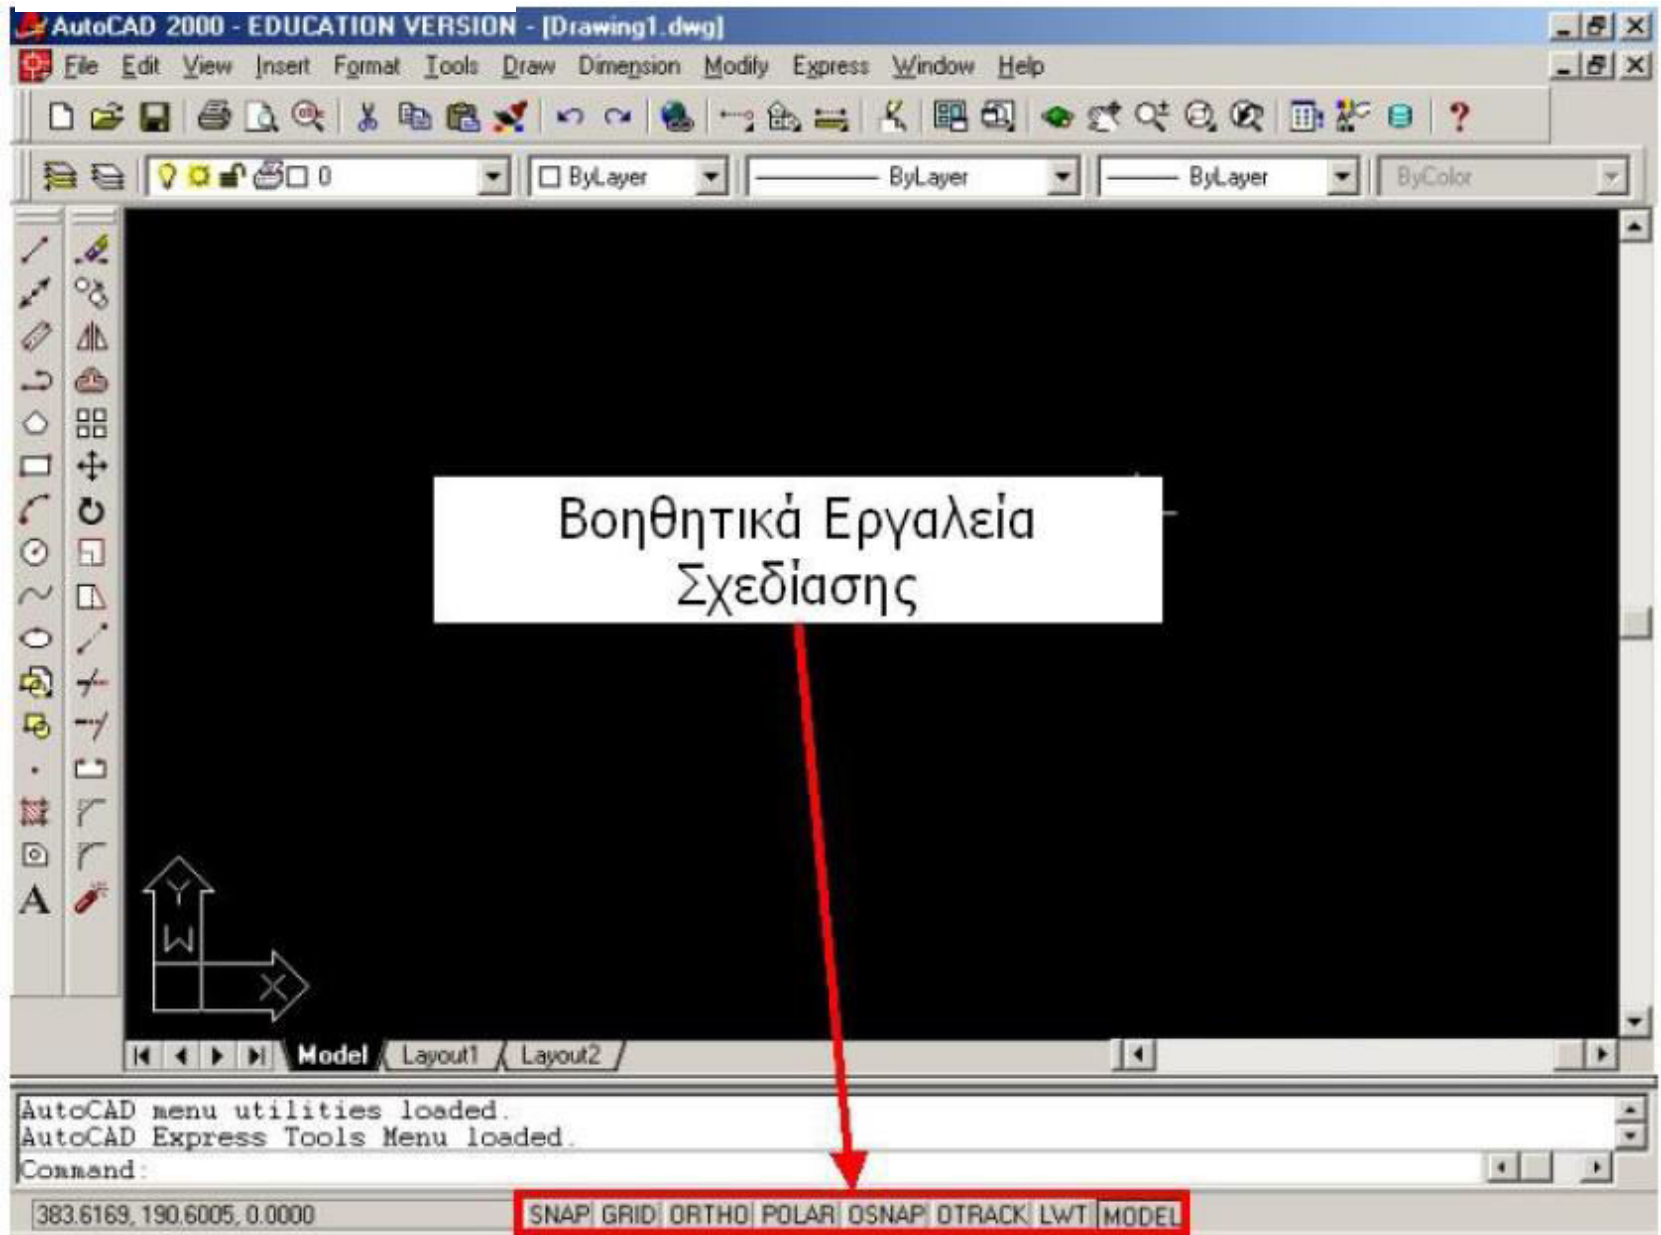 AutoCAD 2000 - EDUCATION VERSION - [Drawing1.dwg]
File Edit View Insert Format Tools Draw Dimension Modify Express Window Help
0 ByLayer ByLayer ByLayer ByColor
A
Βοηθητικά Εργαλεία
Σχεδίασης
Y
W
X
Model Layout1 Layout2
AutoCAD menu utilities loaded.
AutoCAD Express Tools Menu loaded.
Command:
383.6169, 190.6005, 0.0000 SNAP GRID ORTHO POLAR OSNAP OTRACK LWT MODEL